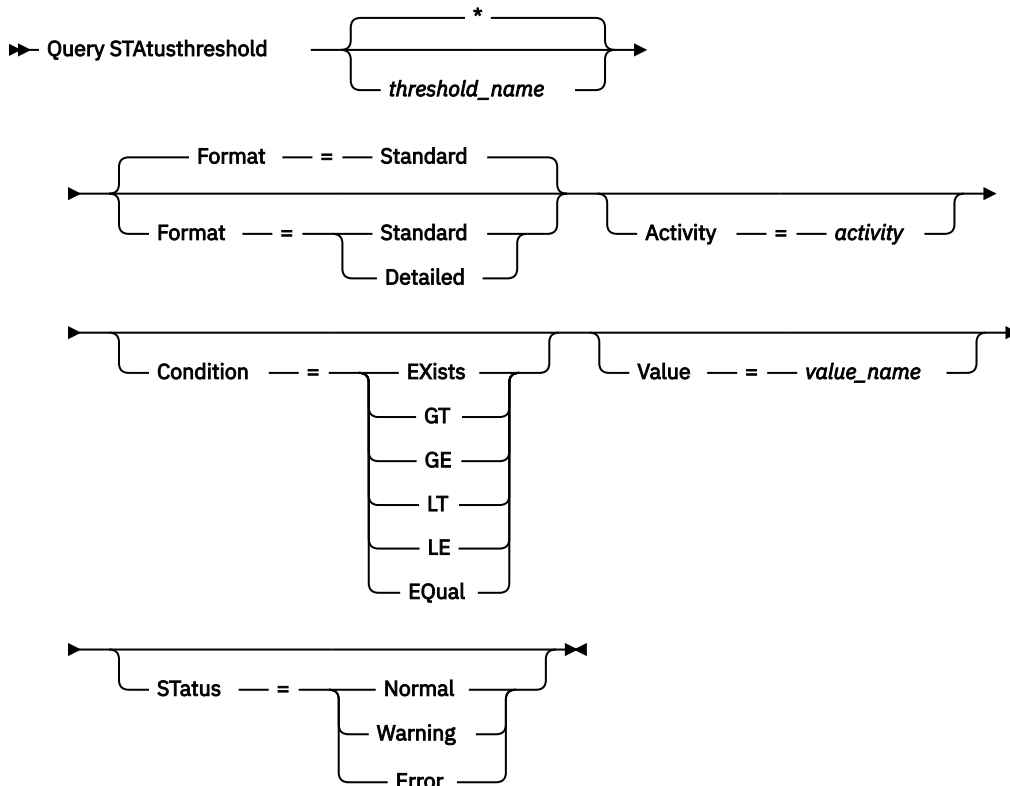 *
Query STAtusthreshold
threshold_name
Format = Standard
Format = Standard
Detailed
Activity = activity
Condition = EXists
GT
GE
LT
LE
EQual
Value = value_name
STatus = Normal
Warning
Error